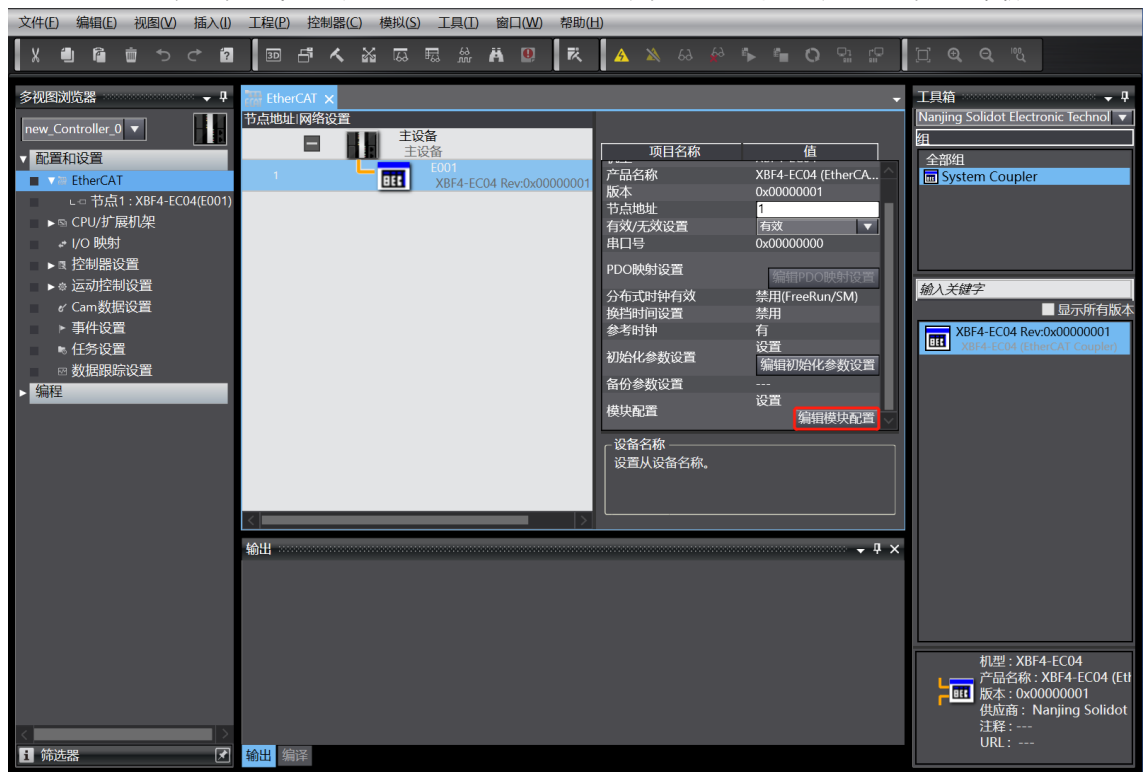 文件(F) 编辑(E) 视图(V) 插入(I) 工程(P) 控制器(C) 模拟(S) 工具(T) 窗口(W) 帮助(H)
多视图浏览器
new_Controller_0
配置和设置
EtherCAT
节点1 : XBF4-EC04(E001)
CPU/扩展机架
I/O 映射
控制器设置
运动控制设置
Cam数据设置
事件设置
任务设置
数据跟踪设置
编程
筛选器
EtherCAT
节点地址|网络设置
主设备
主设备
1
E001
XBF4-EC04 Rev:0x00000001
项目名称 值
产品名称 XBF4-EC04 (EtherCA...
版本 0x00000001
节点地址 1
有效/无效设置 有效
串口号 0x00000000
PDO映射设置 编辑PDO映射设置
分布式时钟有效 禁用(FreeRun/SM)
换挡时间设置 禁用
参考时钟 有
初始化参数设置 设置
编辑初始化参数设置
备份参数设置 ---
模块配置 设置
编辑模块配置
设备名称
设置从设备名称。
输出
输出 编译
工具箱
Nanjing Solidot Electronic Technol
组
全部组
System Coupler
输入关键字
显示所有版本
XBF4-EC04 Rev:0x00000001
XBF4-EC04 (EtherCAT Coupler)
机型 : XBF4-EC04
产品名称 : XBF4-EC04 (Eth
版本 : 0x00000001
供应商 : Nanjing Solidot
注释 : ---
URL : ---